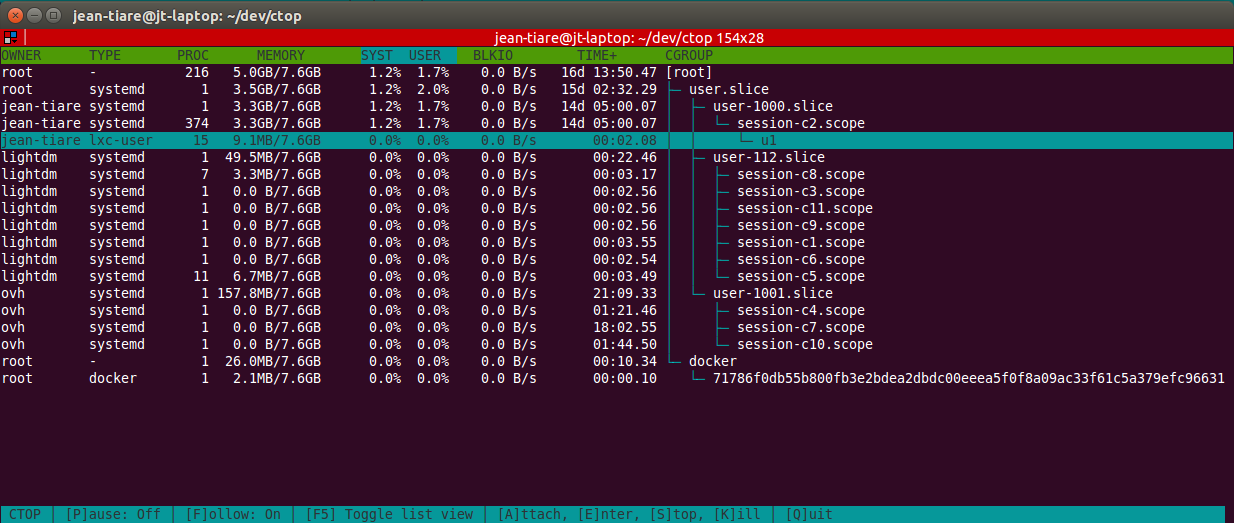 jean-tiare@jt-laptop: ~/dev/ctop
jean-tiare@jt-laptop: ~/dev/ctop 154x28
OWNER TYPE PROC MEMORY SYST USER BLKIO TIME+ CGROUP
root - 216 5.0GB/7.6GB 1.2% 1.7% 0.0 B/s 16d 13:50.47 [root]
root systemd 1 3.5GB/7.6GB 1.2% 2.0% 0.0 B/s 15d 02:32.29 ├─ user.slice
jean-tiare systemd 1 3.3GB/7.6GB 1.2% 1.7% 0.0 B/s 14d 05:00.07 │ ├─ user-1000.slice
jean-tiare systemd 374 3.3GB/7.6GB 1.2% 1.7% 0.0 B/s 14d 05:00.07 │ │ └─ session-c2.scope
jean-tiare lxc-user 15 9.1MB/7.6GB 0.0% 0.0% 0.0 B/s 00:02.08 │ │ └─ u1
lightdm systemd 1 49.5MB/7.6GB 0.0% 0.0% 0.0 B/s 00:22.46 │ ├─ user-112.slice
lightdm systemd 7 3.3MB/7.6GB 0.0% 0.0% 0.0 B/s 00:03.17 │ │ ├─ session-c8.scope
lightdm systemd 1 0.0 B/7.6GB 0.0% 0.0% 0.0 B/s 00:02.56 │ │ ├─ session-c3.scope
lightdm systemd 1 0.0 B/7.6GB 0.0% 0.0% 0.0 B/s 00:02.56 │ │ ├─ session-c11.scope
lightdm systemd 1 0.0 B/7.6GB 0.0% 0.0% 0.0 B/s 00:02.56 │ │ ├─ session-c9.scope
lightdm systemd 1 0.0 B/7.6GB 0.0% 0.0% 0.0 B/s 00:03.55 │ │ ├─ session-c1.scope
lightdm systemd 1 0.0 B/7.6GB 0.0% 0.0% 0.0 B/s 00:02.54 │ │ ├─ session-c6.scope
lightdm systemd 11 6.7MB/7.6GB 0.0% 0.0% 0.0 B/s 00:03.49 │ │ └─ session-c5.scope
ovh systemd 1 157.8MB/7.6GB 0.0% 0.0% 0.0 B/s 21:09.33 │ └─ user-1001.slice
ovh systemd 1 0.0 B/7.6GB 0.0% 0.0% 0.0 B/s 01:21.46 │ ├─ session-c4.scope
ovh systemd 1 0.0 B/7.6GB 0.0% 0.0% 0.0 B/s 18:02.55 │ ├─ session-c7.scope
ovh systemd 1 0.0 B/7.6GB 0.0% 0.0% 0.0 B/s 01:44.50 │ └─ session-c10.scope
root - 1 26.0MB/7.6GB 0.0% 0.0% 0.0 B/s 00:10.34 └─ docker
root docker 1 2.1MB/7.6GB 0.0% 0.0% 0.0 B/s 00:00.10 └─ 71786f0db55b800fb3e2bdea2dbdc00eeea5f0f8a09ac33f61c5a379efc96631
CTOP | [P]ause: Off | [F]ollow: On | [F5] Toggle list view | [A]ttach, [E]nter, [S]top, [K]ill | [Q]uit